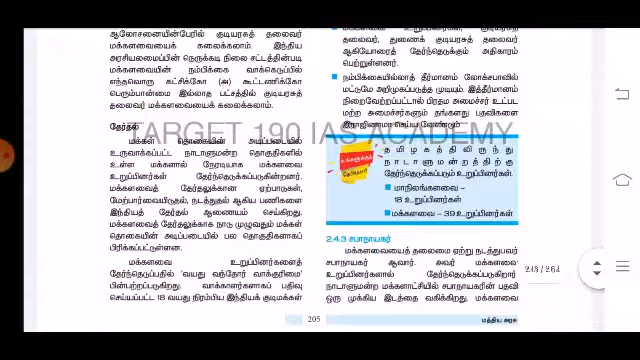 ஆலோசனையின்பேரில் குடியரசுத் தலைவர்
மக்களவையைக் கலைக்கலாம். இந்திய
அரசியலமைப்பின் நெருக்கடி நிலை சட்டத்தின்படி
மக்களவையின் நம்பிக்கை வாக்கெடுப்பில்
எந்தவொரு கட்சிக்கோ (அ) கூட்டணிக்கோ
பெரும்பான்மை இல்லாத பட்சத்தில் குடியரசுத்
தலைவர் மக்களவையைக் கலைக்கலாம்.
தேர்தல்
மக்கள் தொகையின் அடிப்படையில்
உருவாக்கப்பட்ட நாடாளுமன்ற தொகுதிகளில்
உள்ள மக்களால் நேரடியாக மக்களவை
உறுப்பினர்கள் தேர்ந்தெடுக்கப்படுகின்றனர்.
மக்களவைத் தேர்தலுக்கான ஏற்பாடுகள்,
மேற்பார்வையிடுதல், நடத்துதல் ஆகிய பணிகளை
இந்தியத் தேர்தல் ஆணையம் செய்கிறது.
மக்களவைத் தேர்தலுக்காக நாடு முழுவதும் மக்கள்
தொகையின் அடிப்படையில் பல தொகுதிகளாகப்
பிரிக்கப்பட்டுள்ளன.
மக்களவை உறுப்பினர்களைத்
தேர்ந்தெடுப்பதில் 'வயது வந்தோர் வாக்குரிமை'
பின்பற்றப்படுகிறது. வாக்காளர்களாகப் பதிவு
செய்யப்பட்ட 18 வயது நிரம்பிய இந்தியக் குடிமக்கள்
தலைவர், துணைக் குடியரசுத் தலைவர்
ஆகியோரைத் தேர்ந்தெடுக்கும் அதிகாரம்
பெற்றுள்ளனர்.
நம்பிக்கையில்லாத் தீர்மானம் லோக்சபாவில்
மட்டுமே அறிமுகப்படுத்த முடியும். இத்தீர்மானம்
நிறைவேற்றப்பட்டால் பிரதம அமைச்சர் உட்பட
மற்ற அமைச்சர்களும் தங்களது பதவிகளை
இராஜினாமா செய்ய வேண்டும்
TARGET 190 IAS ACADEMY
உங்களுக்குத் தெரியுமா
தமிழகத்திலிருந்து
நாடாளுமன்றத்திற்கு
தேர்ந்தெடுக்கப்படும் உறுப்பினர்கள்.
மாநிலங்களவை –
18 உறுப்பினர்கள்
மக்களவை – 39 உறுப்பினர்கள்
2.4.3 சபாநாயகர்
மக்களவையைத் தலைமை ஏற்று நடத்துபவர்
சபாநாயகர் ஆவார். அவர் மக்களவை
உறுப்பினர்களால் தேர்ந்தெடுக்கப்படுகிறார்
நாடாளுமன்ற மக்களாட்சியில் சபாநாயகரின் பதவி
ஒரு முக்கிய இடத்தை வகிக்கிறது. மக்களவை
205
மத்திய அரசு